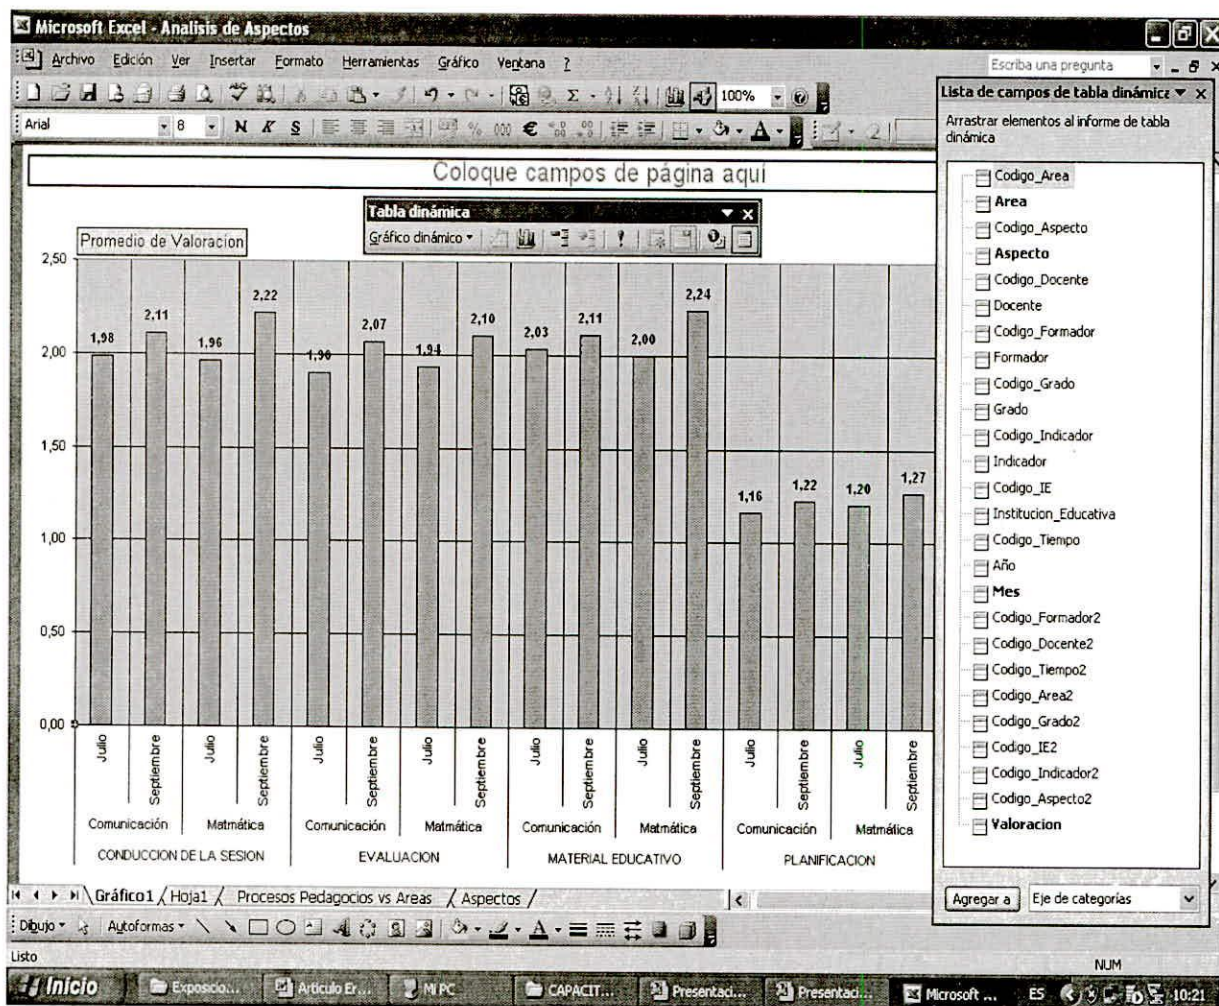 Microsoft Excel - Analisis de Aspectos
Archivo Edición Ver Insertar Formato Herramientas Gráfico Ventana ?
Escriba una pregunta
100%
Arial 8 N K S % 000 €
Lista de campos de tabla dinámica
Arrastrar elementos al informe de tabla
dinámica
Coloque campos de página aquí
Tabla dinámica
Gráfico dinámico
Promedio de Valoracion
2,50
2,00
1,50
1,00
0,50
0,00
1,98
2,11
1,96
2,22
1,90
2,07
1,94
2,10
2,03
2,11
2,00
2,24
1,16
1,22
1,20
1,27
Julio Septiembre Julio Septiembre Julio Septiembre Julio Septiembre Julio Septiembre Julio Septiembre Julio Septiembre Julio Septiembre
Comunicación Matmática Comunicación Matmática Comunicación Matmática Comunicación Matmática
CONDUCCION DE LA SESION EVALUACION MATERIAL EDUCATIVO PLANIFICACION
Codigo_Area
Area
Codigo_Aspecto
Aspecto
Codigo_Docente
Docente
Codigo_Formador
Formador
Codigo_Grado
Grado
Codigo_Indicador
Indicador
Codigo_IE
Institucion_Educativa
Codigo_Tiempo
Año
Mes
Codigo_Formador2
Codigo_Docente2
Codigo_Tiempo2
Codigo_Area2
Codigo_Grado2
Codigo_IE2
Codigo_Indicador2
Codigo_Aspecto2
Valoracion
Agregar a Eje de categorías
Gráfico1 / Hoja1 / Procesos Pedagocios vs Areas / Aspectos /
Dibujo Autoformas
Listo
NUM
Inicio Exposicio... Articulo Er... Mi PC CAPACIT... Presentaci... Presentaci... Microsoft ... ES 10:21